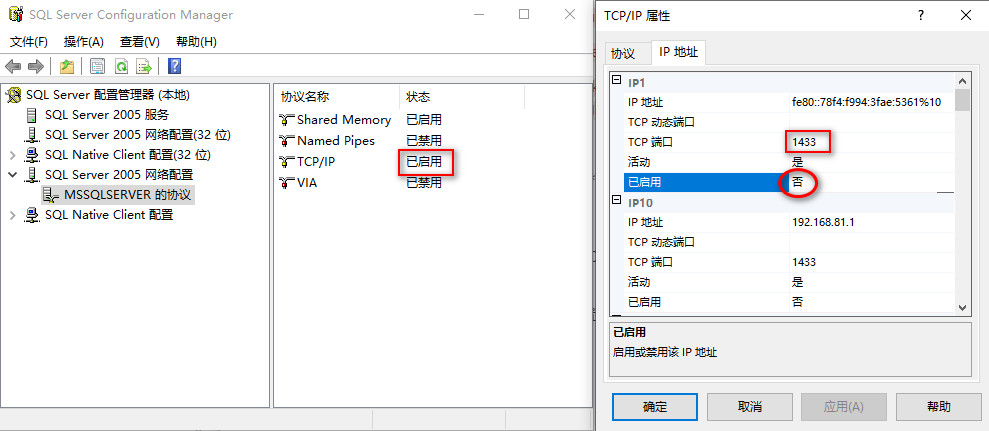 SQL Server Configuration Manager
文件(F) 操作(A) 查看(V) 帮助(H)
SQL Server 配置管理器 (本地)
SQL Server 2005 服务
SQL Server 2005 网络配置(32 位)
SQL Native Client 配置(32 位)
SQL Server 2005 网络配置
MSSQLSERVER 的协议
SQL Native Client 配置
协议名称 状态
Shared Memory 已启用
Named Pipes 已禁用
TCP/IP 已启用
VIA 已禁用
TCP/IP 属性
协议 IP 地址
IP1
IP 地址 fe80::78f4:f994:3fae:5361%10
TCP 动态端口
TCP 端口 1433
活动 是
已启用 否
IP10
IP 地址 192.168.81.1
TCP 动态端口
TCP 端口 1433
活动 是
已启用 否
已启用
启用或禁用该 IP 地址
确定 取消 应用(A) 帮助